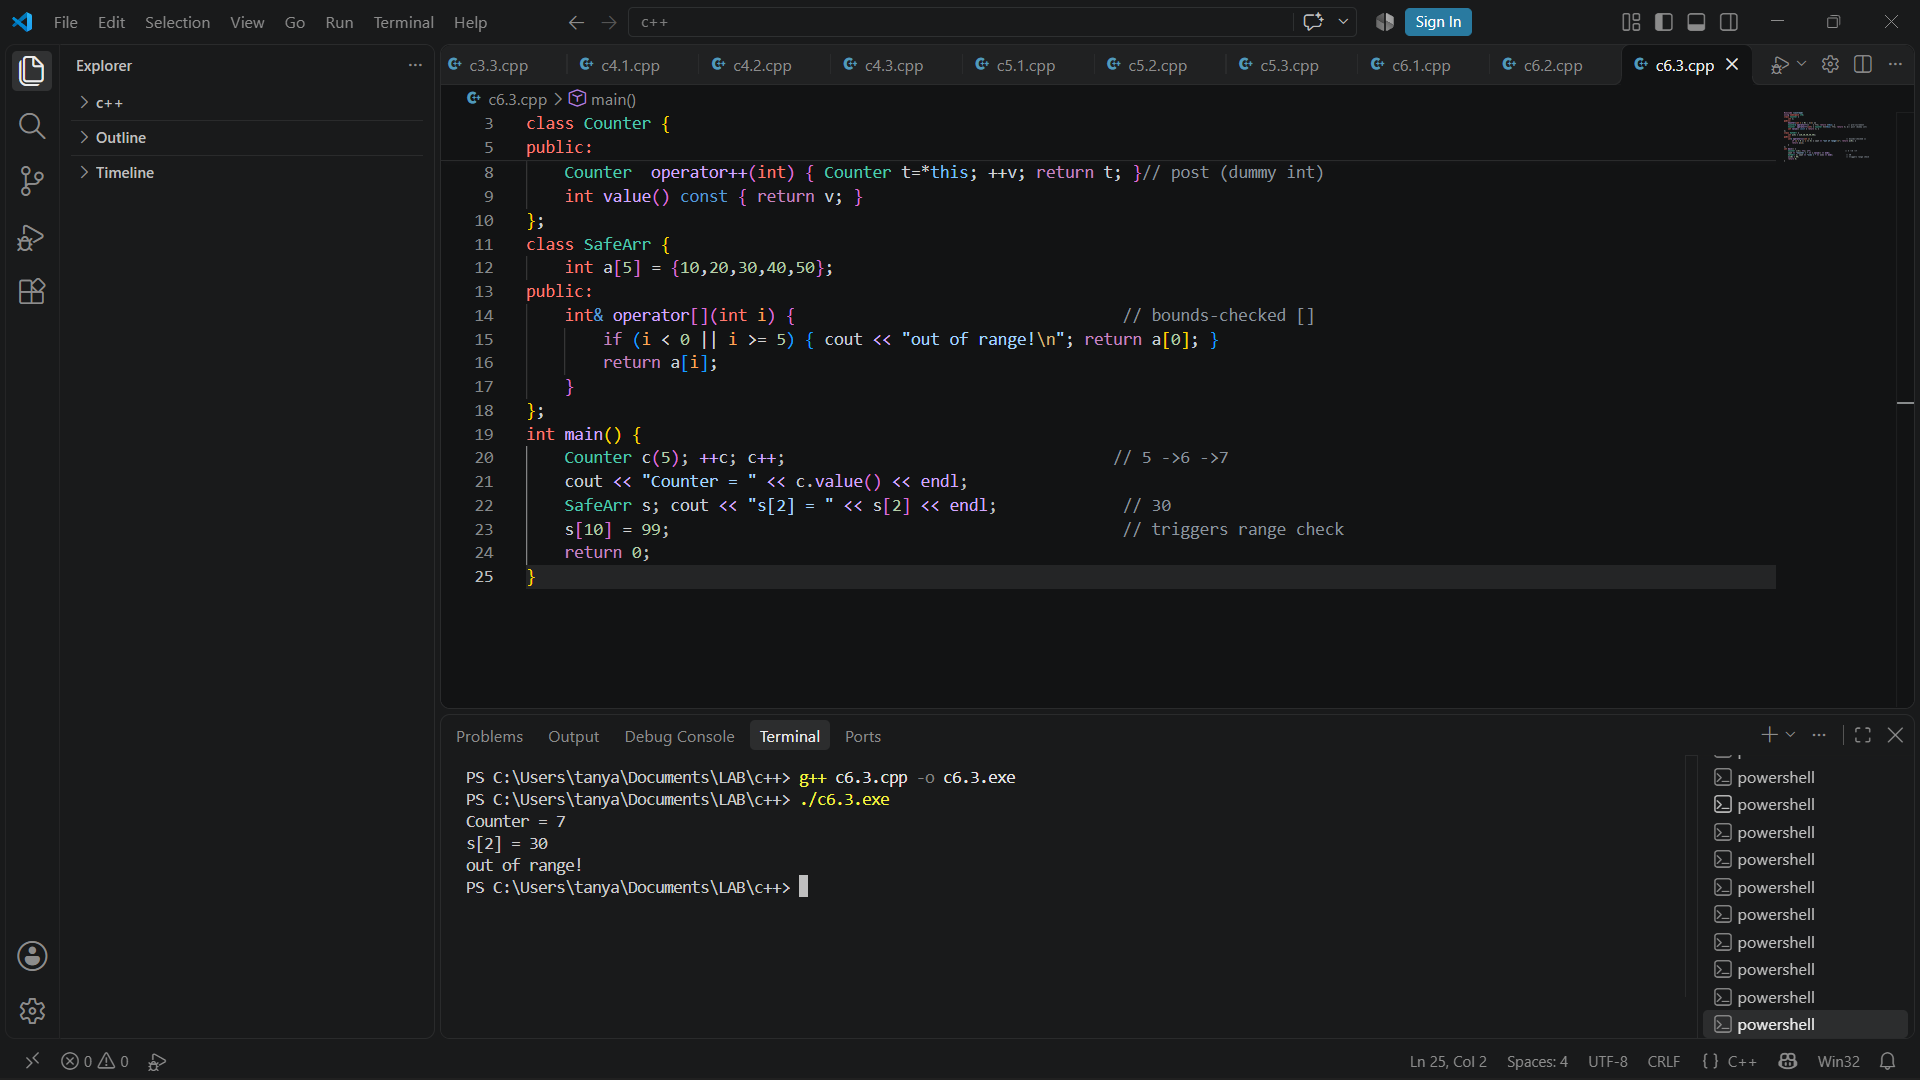 File Edit Selection View Go Run Terminal Help
c++
Sign In
Explorer
c++
Outline
Timeline
c3.3.cpp c4.1.cpp c4.2.cpp c4.3.cpp c5.1.cpp c5.2.cpp c5.3.cpp c6.1.cpp c6.2.cpp c6.3.cpp
c6.3.cpp > main()
3 class Counter {
5 public:
8 Counter  operator++(int) { Counter t=*this; ++v; return t; }// post (dummy int)
9 int value() const { return v; }
10 };
11 class SafeArr {
12 int a[5] = {10,20,30,40,50};
13 public:
14 int& operator[](int i) { // bounds-checked []
15 if (i < 0 || i >= 5) { cout << "out of range!\n"; return a[0]; }
16 return a[i];
17 }
18 };
19 int main() {
20 Counter c(5); ++c; c++; // 5 ->6 ->7
21 cout << "Counter = " << c.value() << endl;
22 SafeArr s; cout << "s[2] = " << s[2] << endl; // 30
23 s[10] = 99; // triggers range check
24 return 0;
25 }
Problems Output Debug Console Terminal Ports
PS C:\Users\tanya\Documents\LAB\c++> g++ c6.3.cpp -o c6.3.exe
PS C:\Users\tanya\Documents\LAB\c++> ./c6.3.exe
Counter = 7
s[2] = 30
out of range!
PS C:\Users\tanya\Documents\LAB\c++>
powershell
powershell
powershell
powershell
powershell
powershell
powershell
powershell
powershell
powershell
0 0
Ln 25, Col 2 Spaces: 4 UTF-8 CRLF {} C++ Win32